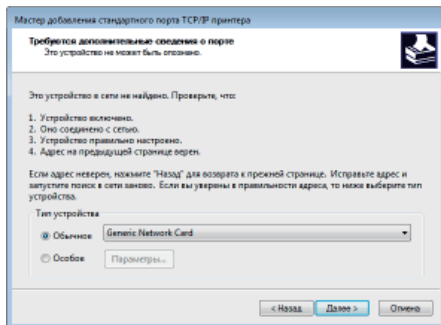 Мастер добавления стандартного порта TCP/IP принтера
Требуются дополнительные сведения о порте
Это устройство не может быть опознано.
Это устройство в сети не найдено. Проверьте, что:
1. Устройство включено.
2. Оно соединено с сетью.
3. Устройство правильно настроено.
4. Адрес на предыдущей странице верен.
Если адрес неверен, нажмите "Назад" для возврата к прежней странице. Исправьте адрес и
запустите поиск в сети заново. Если вы уверены в правильности адреса, то ниже выберите тип
устройства.
Тип устройства
Обычное Generic Network Card
Особое Параметры...
< Назад Далее > Отмена